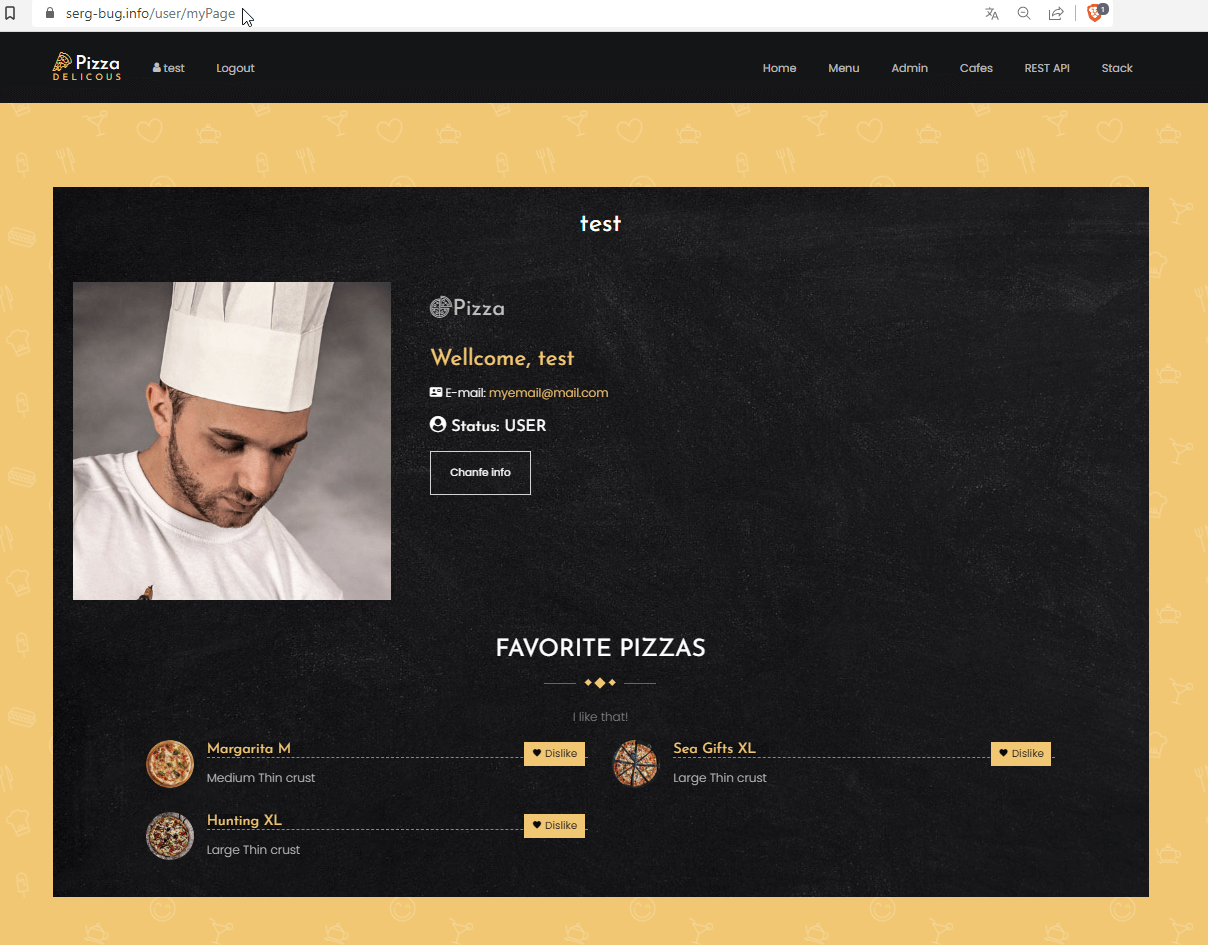 serg-bug.info/user/myPage
1
Pizza
DELICOUS
test
Logout
Home
Menu
Admin
Cafes
REST API
Stack
test
Pizza
Wellcome, test
E-mail: myemail@mail.com
Status: USER
Chanfe info
FAVORITE PIZZAS
I like that!
Margarita M
Dislike
Medium Thin crust
Sea Gifts XL
Dislike
Large Thin crust
Hunting XL
Dislike
Large Thin crust